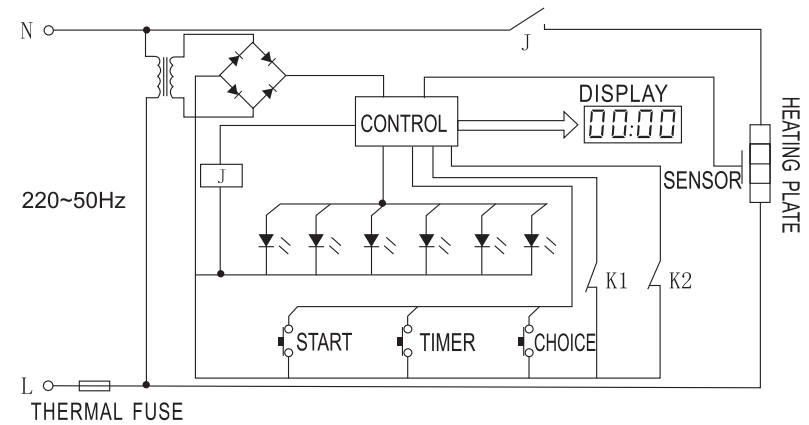 N
J
DISPLAY
00:00
CONTROL
HEATING PLATE
SENSOR
J
220~50Hz
K1
K2
START
TIMER
CHOICE
L
THERMAL FUSE